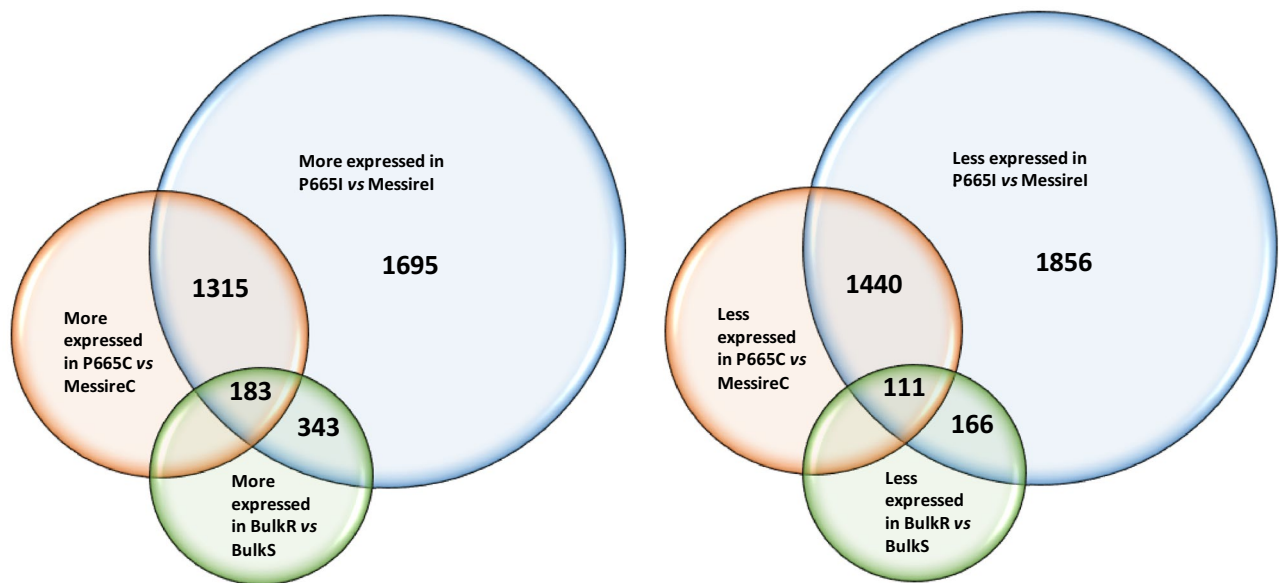 More expressed in
P665I vs MessireI
1695
1315
More
expressed
in P665C vs
MessireC
183
343
More
expressed
in BulkR vs
BulkS
Less expressed in
P665I vs MessireI
1856
1440
Less
expressed
in P665C vs
MessireC
111
166
Less
expressed
in BulkR vs
BulkS